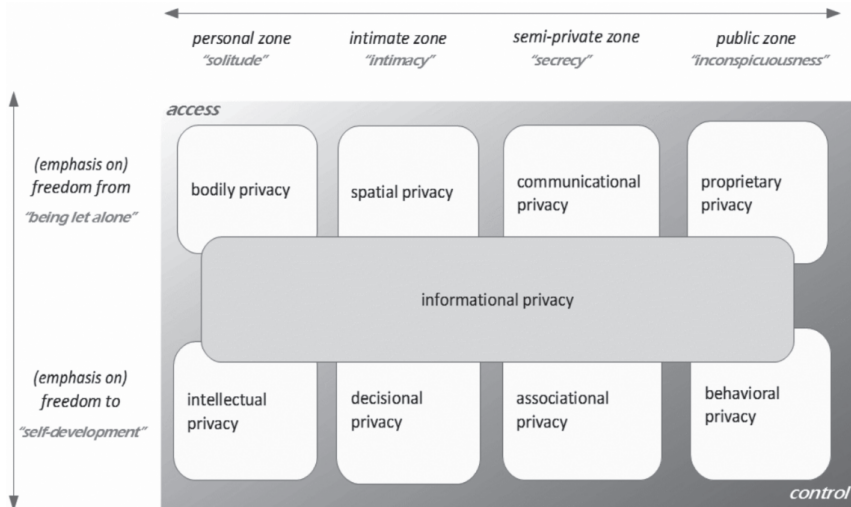 personal zone
"solitude"
intimate zone
"intimacy"
semi-private zone
"secrecy"
public zone
"inconspicuousness"
access
(emphasis on)
freedom from
"being let alone"
bodily privacy
spatial privacy
communicational
privacy
proprietary
privacy
informational privacy
(emphasis on)
freedom to
"self-development"
intellectual
privacy
decisional
privacy
associational
privacy
behavioral
privacy
control